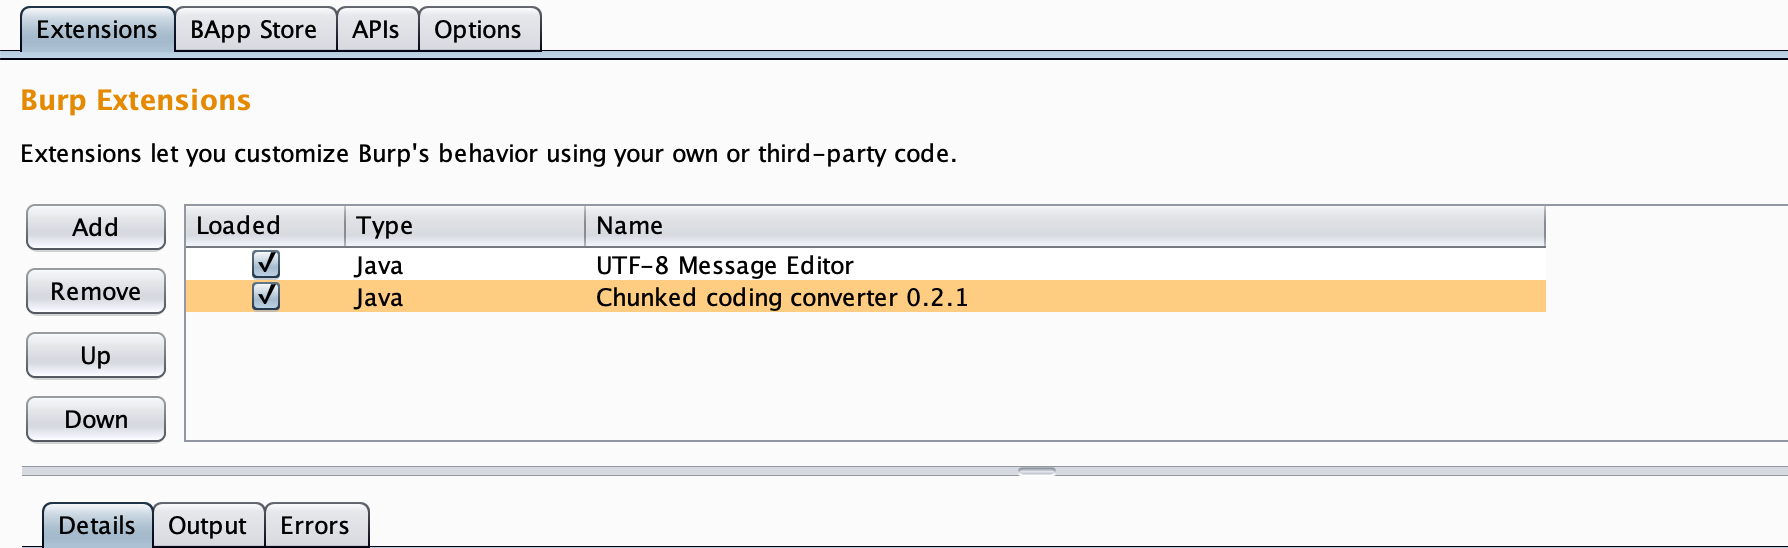 Extensions BApp Store APIs Options
Burp Extensions
Extensions let you customize Burp's behavior using your own or third-party code.
Add
Remove
Up
Down
Loaded Type Name
Java UTF-8 Message Editor
Java Chunked coding converter 0.2.1
Details Output Errors